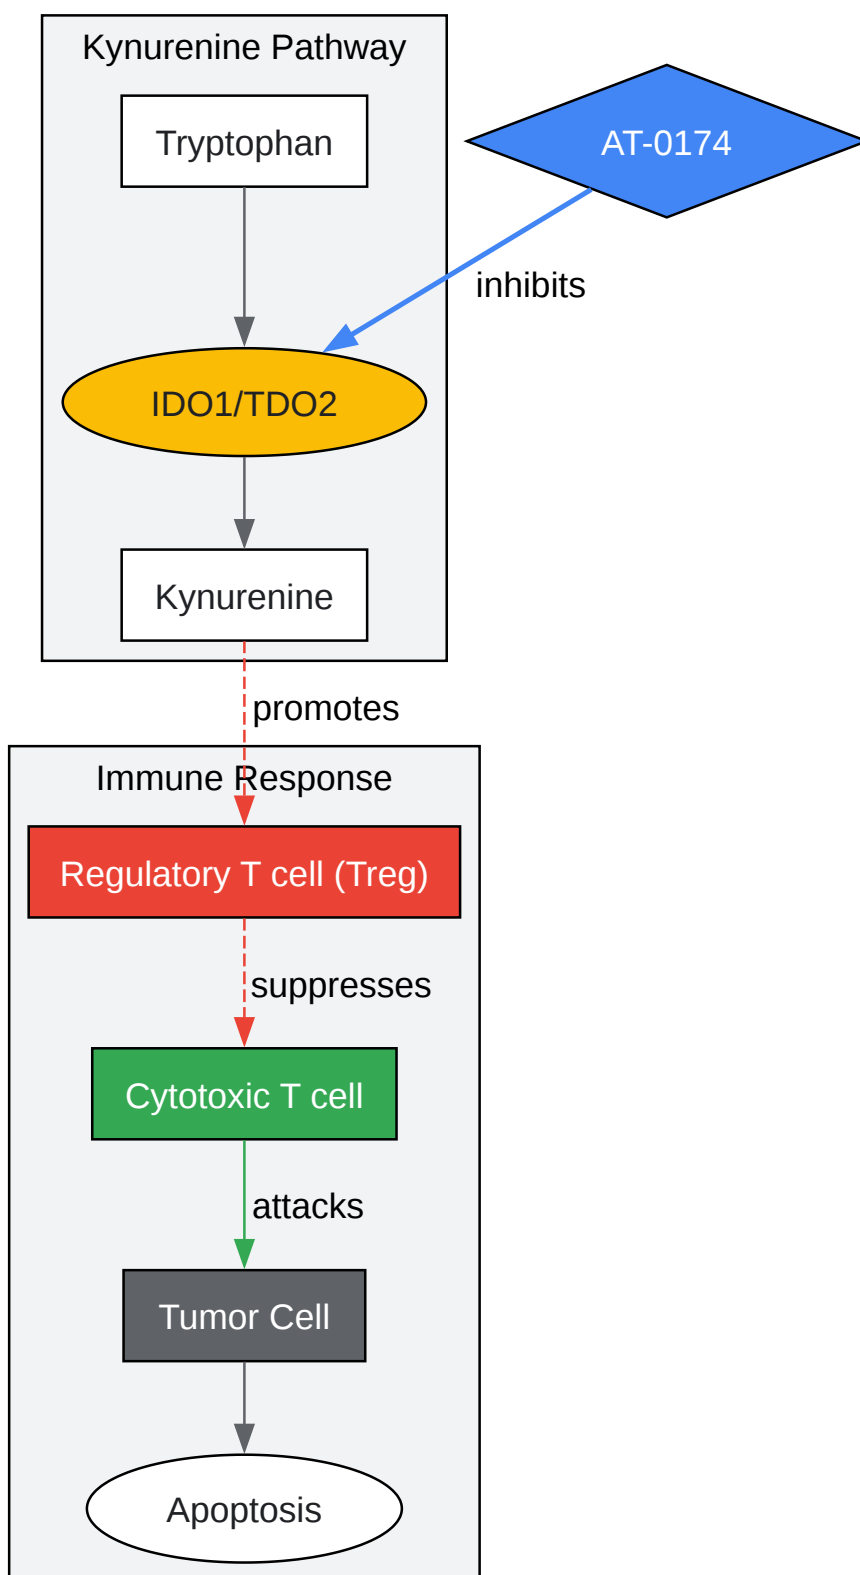 Kynurenine Pathway
Tryptophan
AT-0174
inhibits
IDO1/TDO2
Kynurenine
promotes
Immune Response
Regulatory T cell (Treg)
suppresses
Cytotoxic T cell
attacks
Tumor Cell
Apoptosis